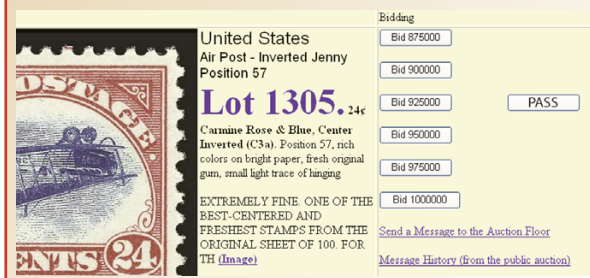 OSTAGE
CENTS 24
United States
Air Post - Inverted Jenny
Position 57
Lot 1305. 24¢
Carmine Rose & Blue, Center
Inverted (C3a). Position 57, rich
colors on bright paper, fresh original
gum, small light trace of hinging
EXTREMELY FINE. ONE OF THE
BEST-CENTERED AND
FRESHEST STAMPS FROM THE
ORIGINAL SHEET OF 100. FOR
TH (Image)
Bidding
Bid 875000
Bid 900000
Bid 925000
PASS
Bid 950000
Bid 975000
Bid 1000000
Send a Message to the Auction Floor
Message History (from the public auction)